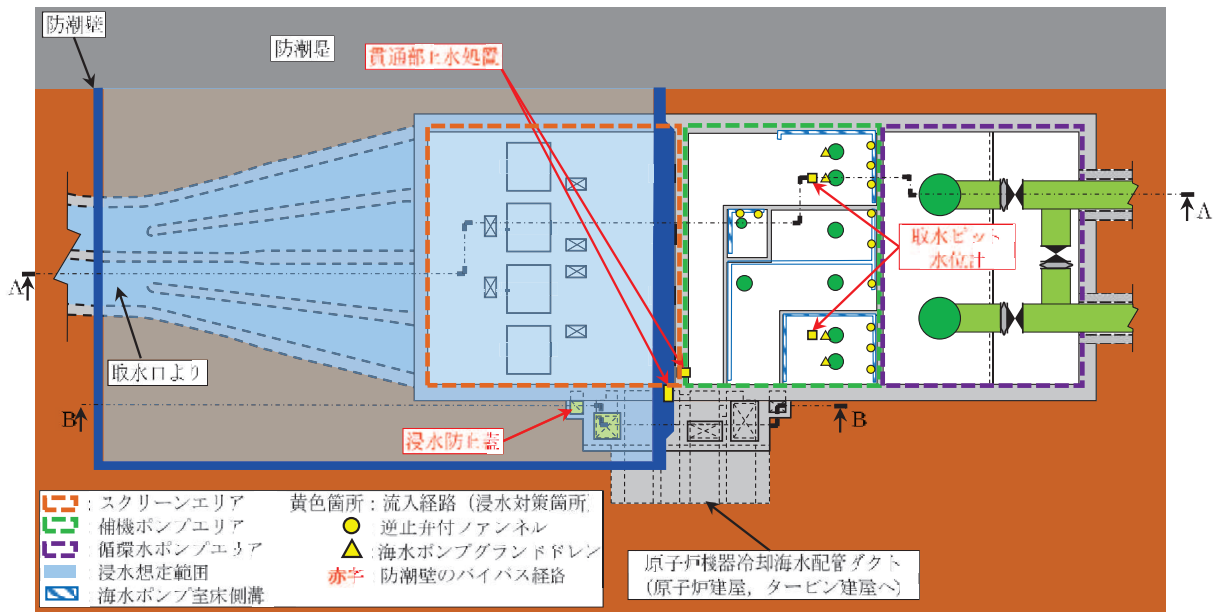 防潮壁
防潮堤
貫通部止水処置
取水ピット
水位計
A
A
取水口より
B
B
浸水防止蓋
:スクリーンエリア
:補機ポンプエリア
:循環水ポンプエリア
:浸水想定範囲
:海水ポンプ室床側溝
黄色箇所:流入経路(浸水対策箇所)
:逆止弁付ファンネル
:海水ポンプグランドドレン
赤字:防潮壁のバイパス経路
原子炉機器冷却海水配管ダクト
(原子炉建屋,タービン建屋へ)